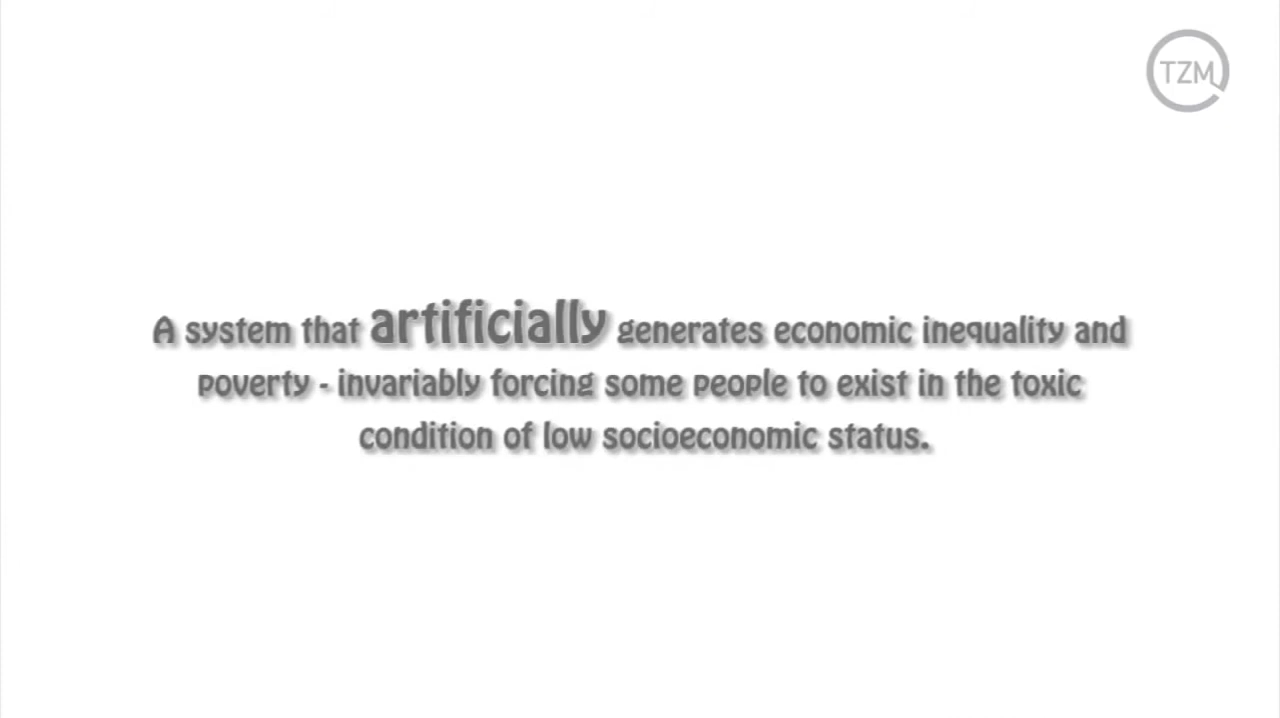 TZM
A system that artificially generates economic inequality and
poverty - invariably forcing some people to exist in the toxic
condition of low socioeconomic status.